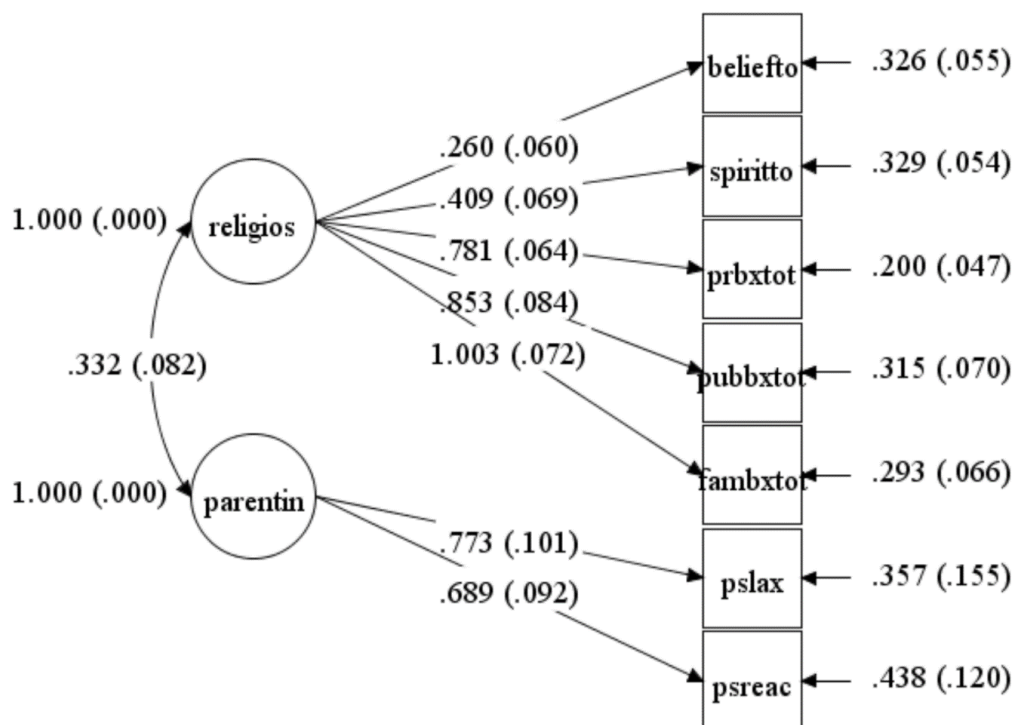 beliefto
.326 (.055)
.260 (.060)
spiritto
.329 (.054)
.409 (.069)
1.000 (.000)
religios
.781 (.064)
prbxtot
.200 (.047)
.853 (.084)
1.003 (.072)
.332 (.082)
pubbxtot
.315 (.070)
fambxtot
.293 (.066)
1.000 (.000)
parentin
.773 (.101)
pslax
.357 (.155)
.689 (.092)
psreac
.438 (.120)